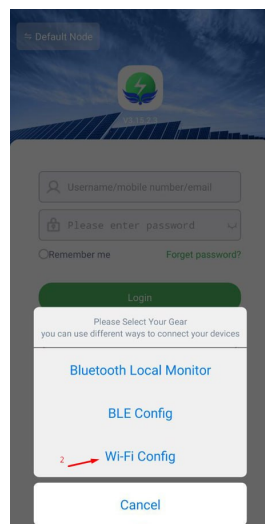 Default Node
Username/mobile number/email
Please enter password
Remember me
Forget password?
Login
Please Select Your Gear
you can use different ways to connect your devices
Bluetooth Local Monitor
BLE Config
2
Wi-Fi Config
Cancel